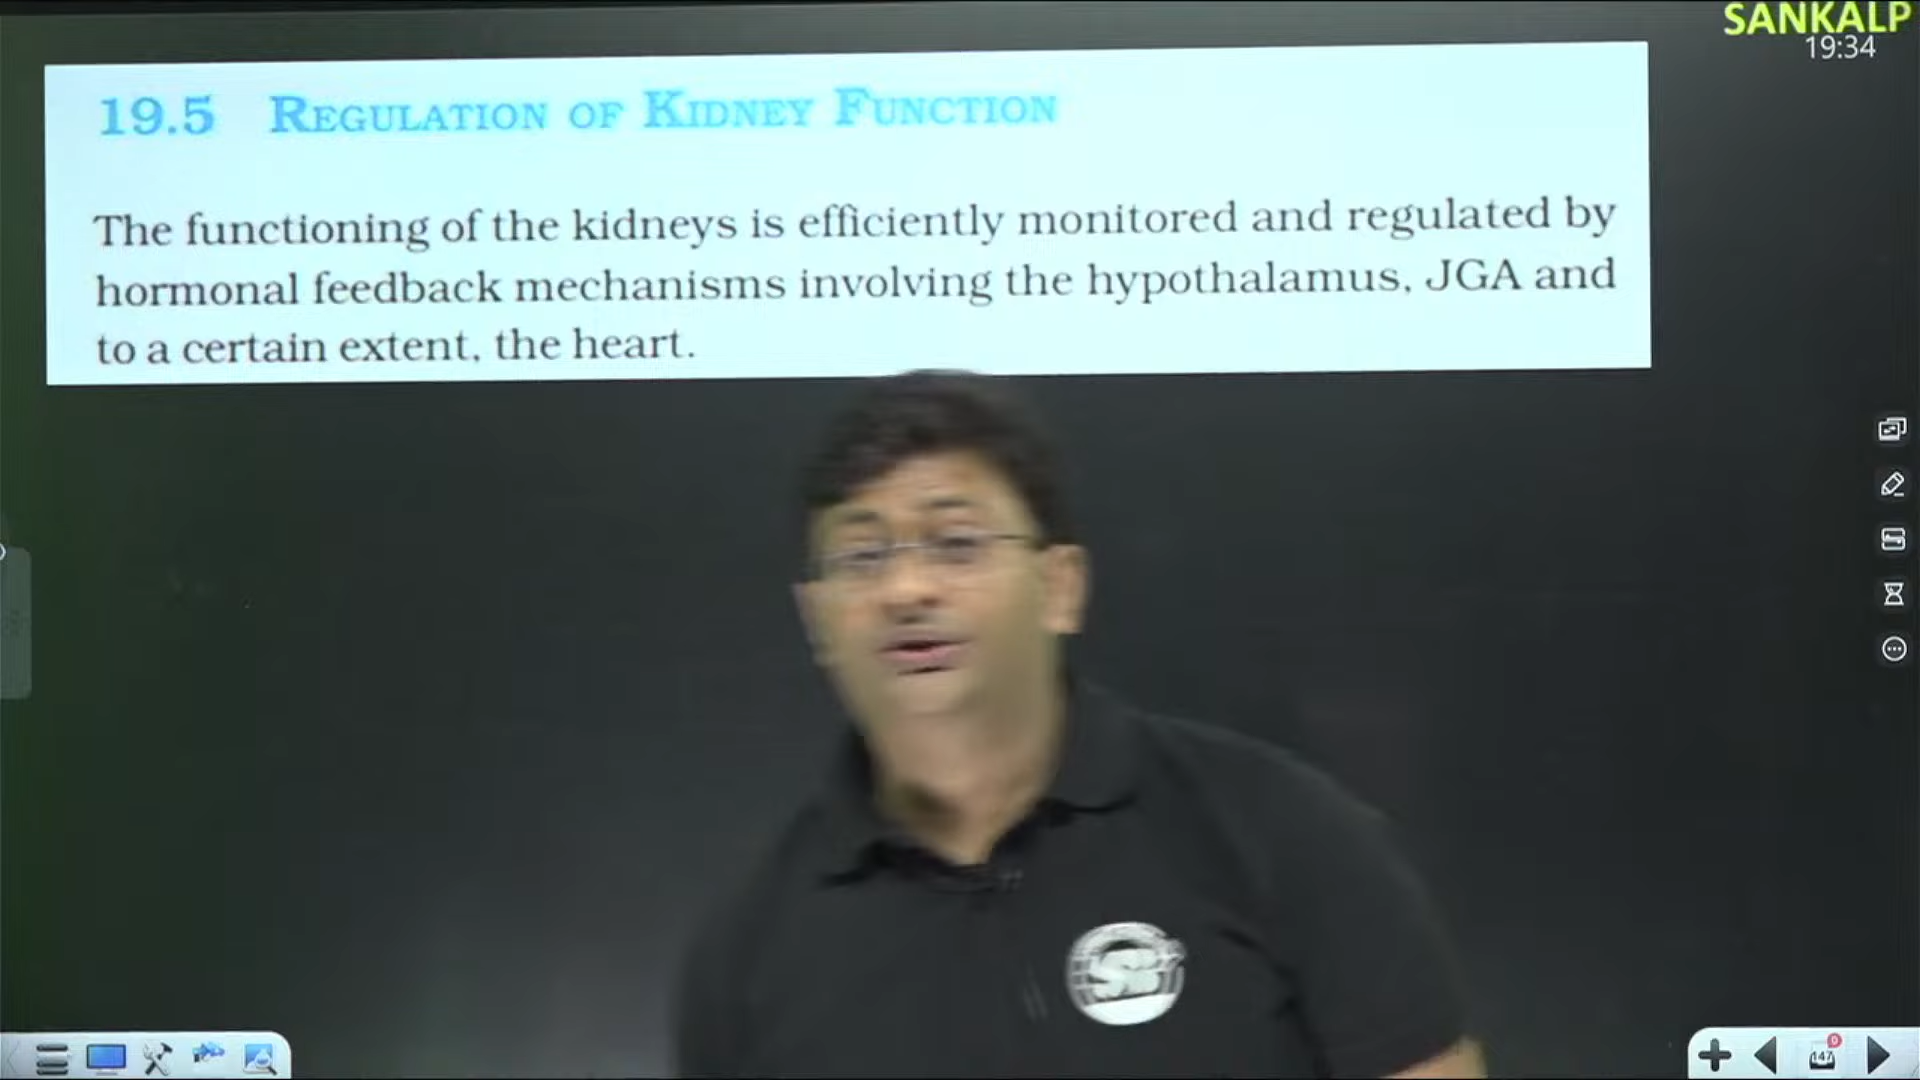 SANKALP
19:34
19.5 REGULATION OF KIDNEY FUNCTION
The functioning of the kidneys is efficiently monitored and regulated by
hormonal feedback mechanisms involving the hypothalamus, JGA and
to a certain extent, the heart.
0
147